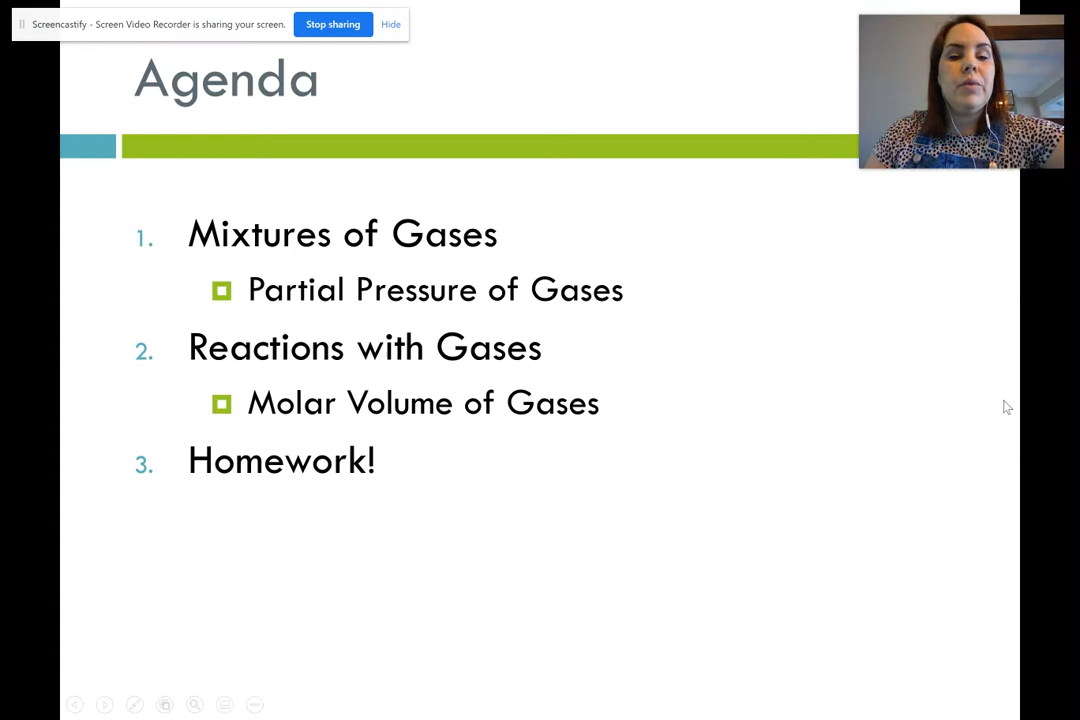 Screencastify - Screen Video Recorder is sharing your screen. Stop sharing Hide
Agenda
1. Mixtures of Gases
Partial Pressure of Gases
2. Reactions with Gases
Molar Volume of Gases
3. Homework!